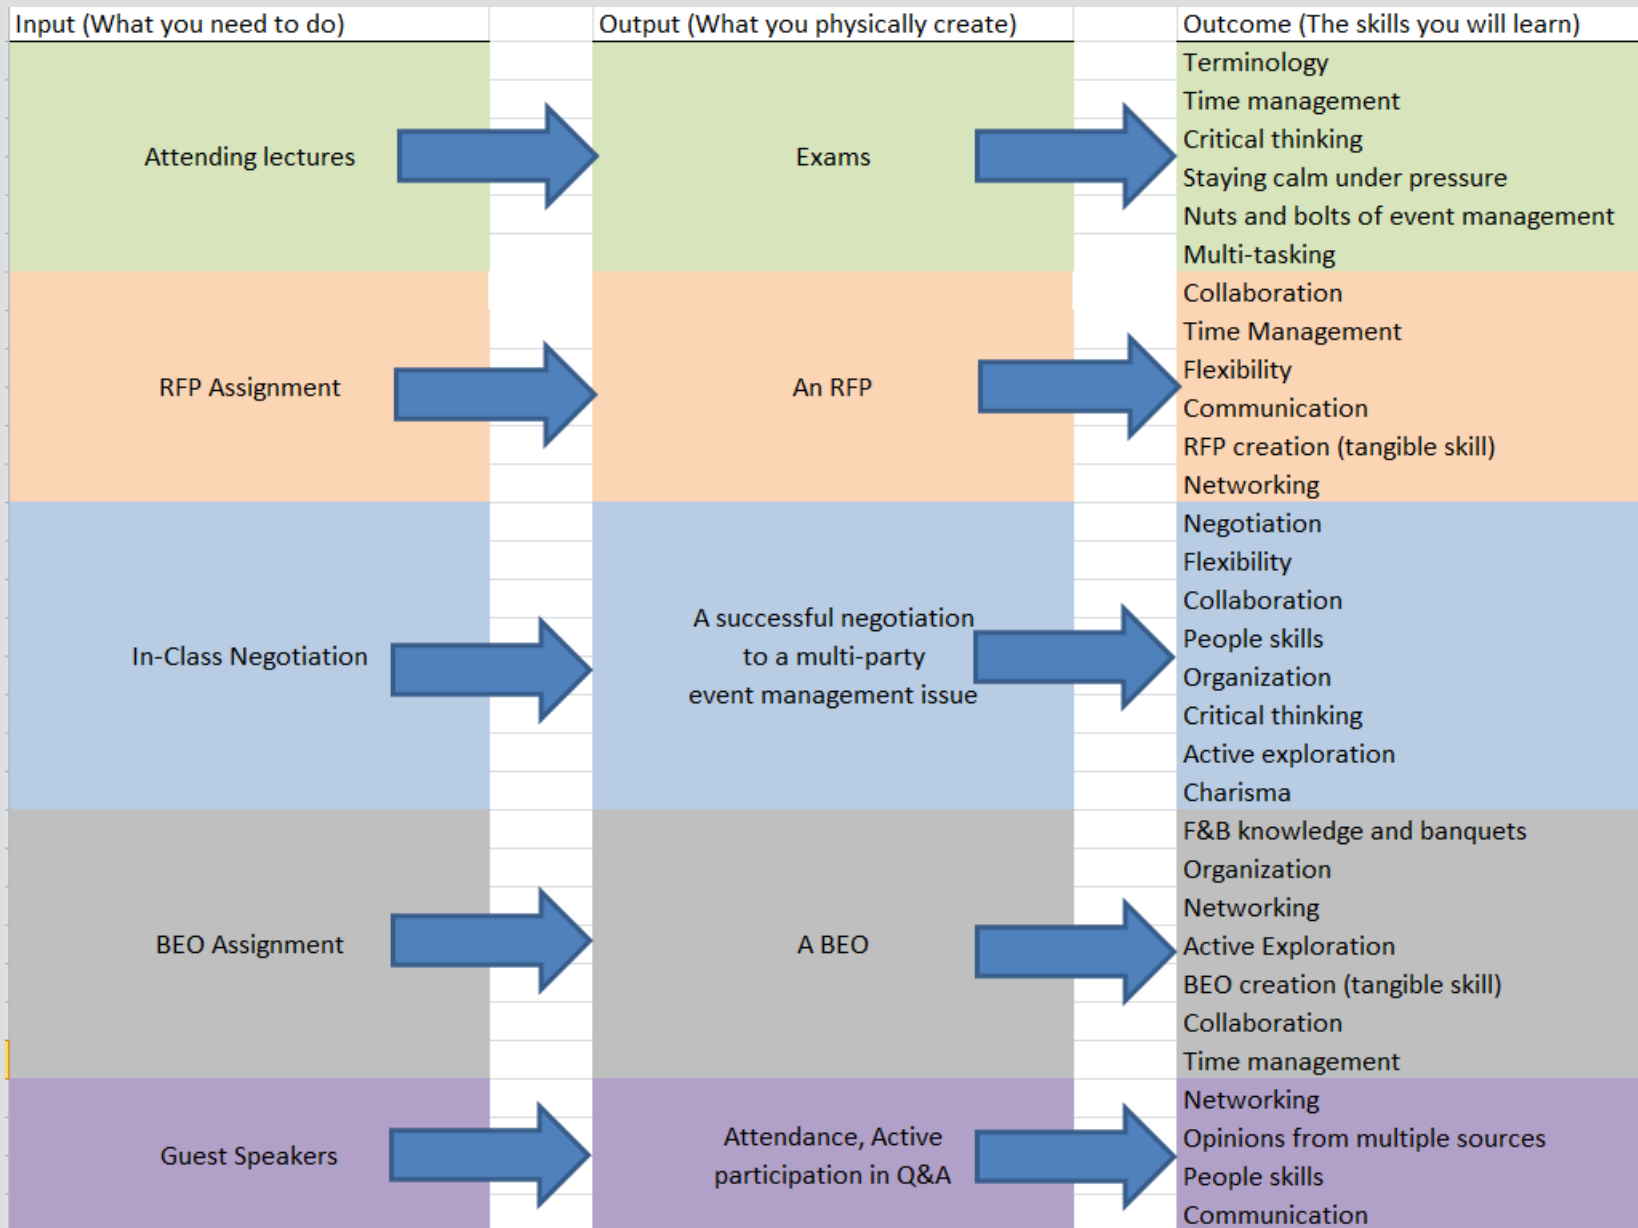 Input (What you need to do)
Output (What you physically create)
Outcome (The skills you will learn)
Attending lectures
Exams
Terminology
Time management
Critical thinking
Staying calm under pressure
Nuts and bolts of event management
Multi-tasking
RFP Assignment
An RFP
Collaboration
Time Management
Flexibility
Communication
RFP creation (tangible skill)
Networking
In-Class Negotiation
A successful negotiation
to a multi-party
event management issue
Negotiation
Flexibility
Collaboration
People skills
Organization
Critical thinking
Active exploration
Charisma
BEO Assignment
A BEO
F&B knowledge and banquets
Organization
Networking
Active Exploration
BEO creation (tangible skill)
Collaboration
Time management
Guest Speakers
Attendance, Active
participation in Q&A
Networking
Opinions from multiple sources
People skills
Communication